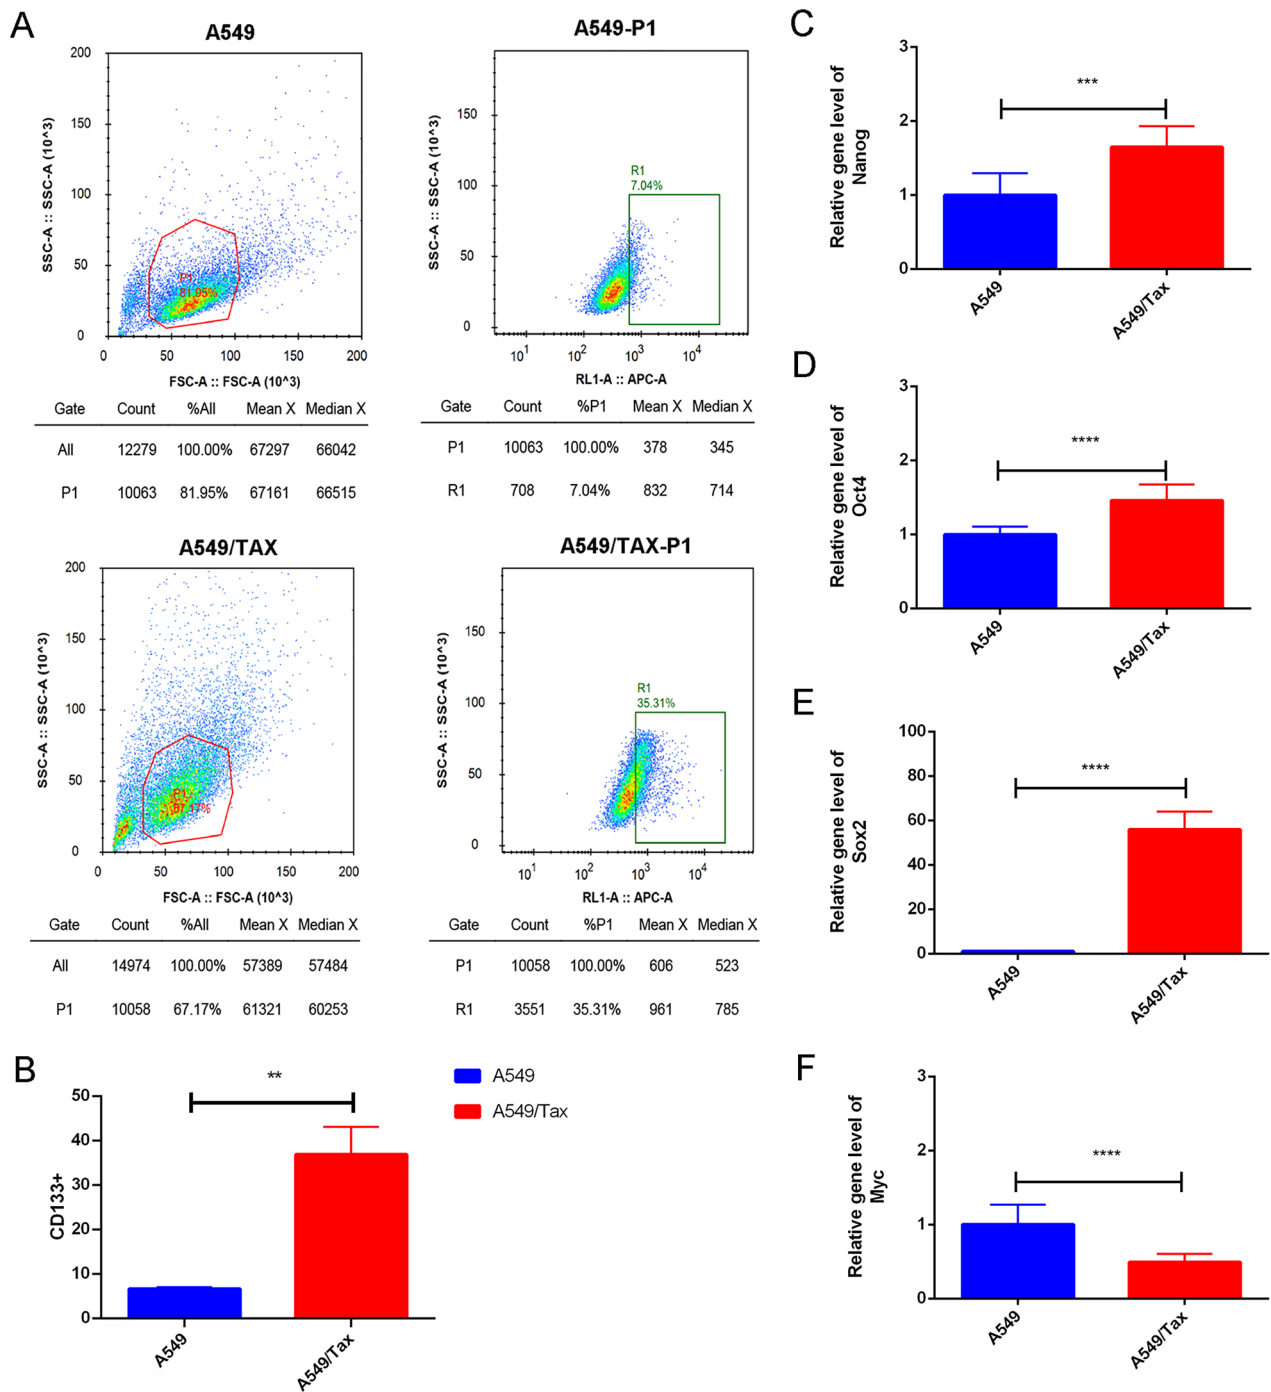 A
A549
SSC-A :: SSC-A (10^3)
200
150
100
50
0
P1
81.95%
0 50 100 150 200
FSC-A :: FSC-A (10^3)
Gate Count %All Mean X Median X
All 12279 100.00% 67297 66042
P1 10063 81.95% 67161 66515
A549-P1
SSC-A :: SSC-A (10^3)
150
100
50
0
R1
7.04%
10^1 10^2 10^3 10^4
RL1-A :: APC-A
Gate Count %P1 Mean X Median X
P1 10063 100.00% 378 345
R1 708 7.04% 832 714
A549/TAX
SSC-A :: SSC-A (10^3)
200
150
100
50
0
P1
67.17%
0 50 100 150 200
FSC-A :: FSC-A (10^3)
Gate Count %All Mean X Median X
All 14974 100.00% 57389 57484
P1 10058 67.17% 61321 60253
A549/TAX-P1
SSC-A :: SSC-A (10^3)
150
100
50
0
R1
35.31%
10^1 10^2 10^3 10^4
RL1-A :: APC-A
Gate Count %P1 Mean X Median X
P1 10058 100.00% 606 523
R1 3551 35.31% 961 785
B
CD133+
50
40
30
20
10
0
**
A549
A549/Tax
A549
A549/Tax
C
Relative gene level of
Nanog
3
2
1
0
***
A549
A549/Tax
D
Relative gene level of
Oct4
3
2
1
0
****
A549
A549/Tax
E
Relative gene level of
Sox2
100
80
60
40
20
0
****
A549
A549/Tax
F
Relative gene level of
Myc
3
2
1
0
****
A549
A549/Tax